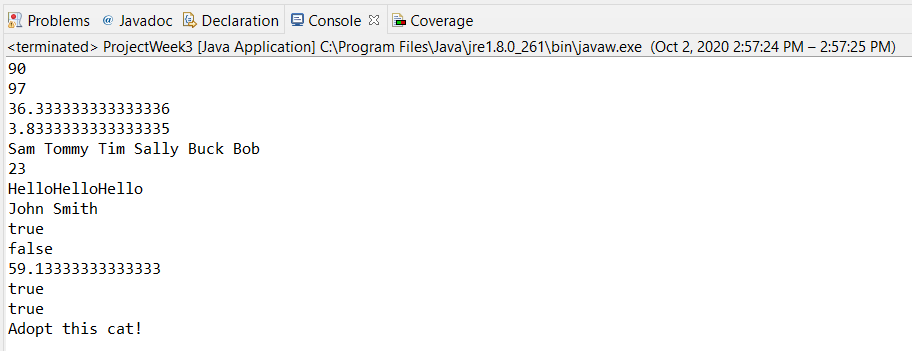 Problems @ Javadoc Declaration Console Coverage
<terminated> ProjectWeek3 [Java Application] C:\Program Files\Java\jre1.8.0_261\bin\javaw.exe (Oct 2, 2020 2:57:24 PM – 2:57:25 PM)
90
97
36.333333333333336
3.8333333333333335
Sam Tommy Tim Sally Buck Bob
23
HelloHelloHello
John Smith
true
false
59.13333333333333
true
true
Adopt this cat!